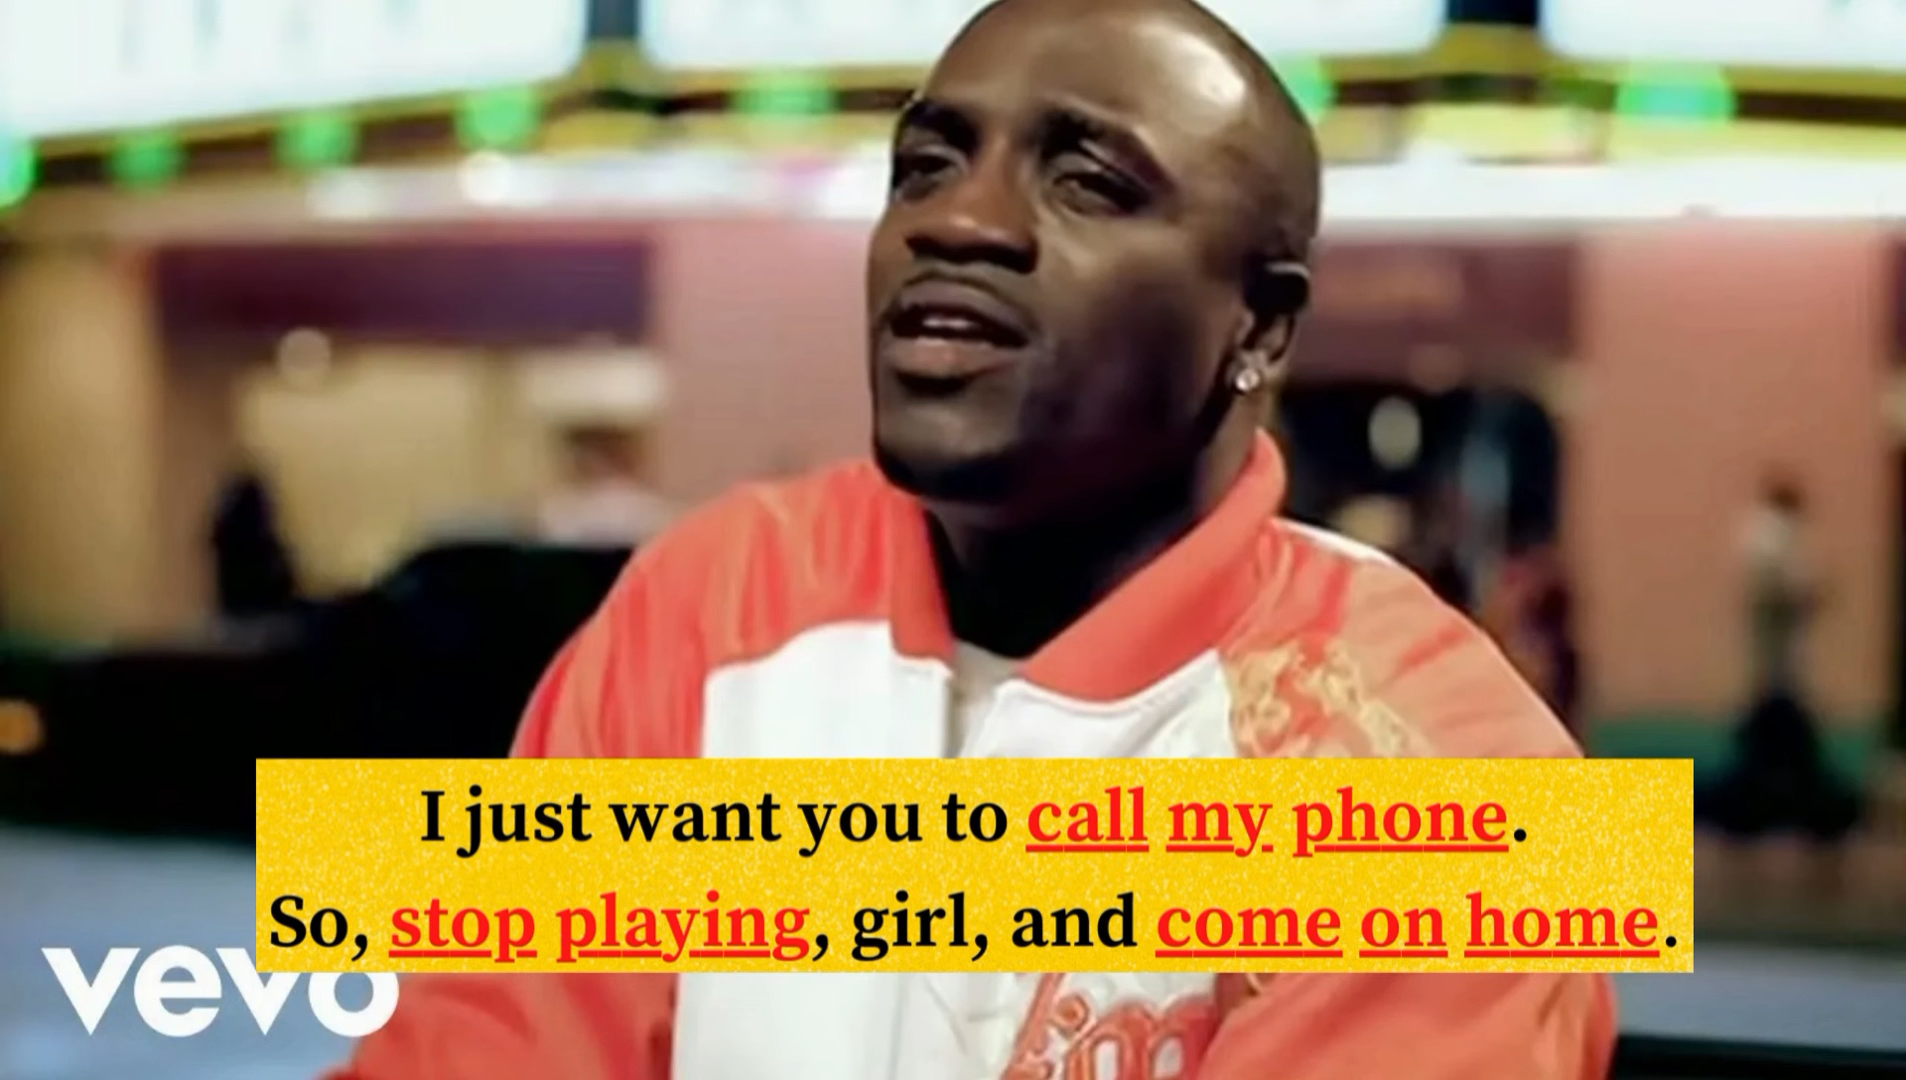 I just want you to call my phone.
So, stop playing, girl, and come on home.
vevo